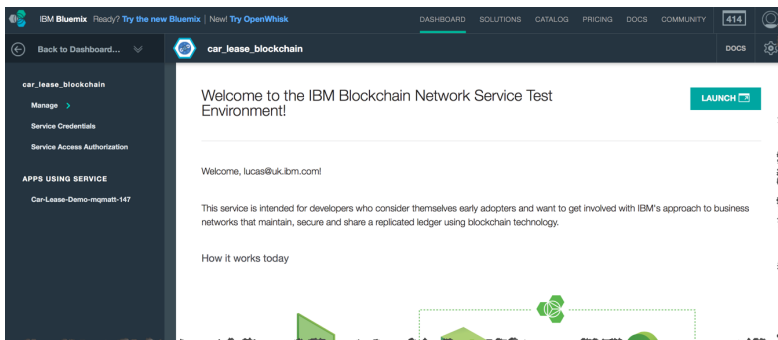 IBM Bluemix Ready? Try the new Bluemix | New! Try OpenWhisk DASHBOARD SOLUTIONS CATALOG PRICING DOCS COMMUNITY 414
Back to Dashboard... car_lease_blockchain DOCS
car_lease_blockchain
Manage
Service Credentials
Service Access Authorization
APPS USING SERVICE
Car-Lease-Demo-mqmatt-147
Welcome to the IBM Blockchain Network Service Test
Environment!
LAUNCH
Welcome, lucas@uk.ibm.com!
This service is intended for developers who consider themselves early adopters and want to get involved with IBM's approach to business
networks that maintain, secure and share a replicated ledger using blockchain technology.
How it works today